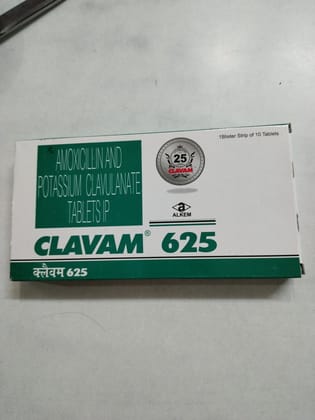 1Blister Strip of 10 Tablets
AMOXICILLIN AND
POTASSIUM CLAVULANATE
TABLETS IP
25
CLAVAM
a
ALKEM
CLAVAM® 625
क्लैवम 625